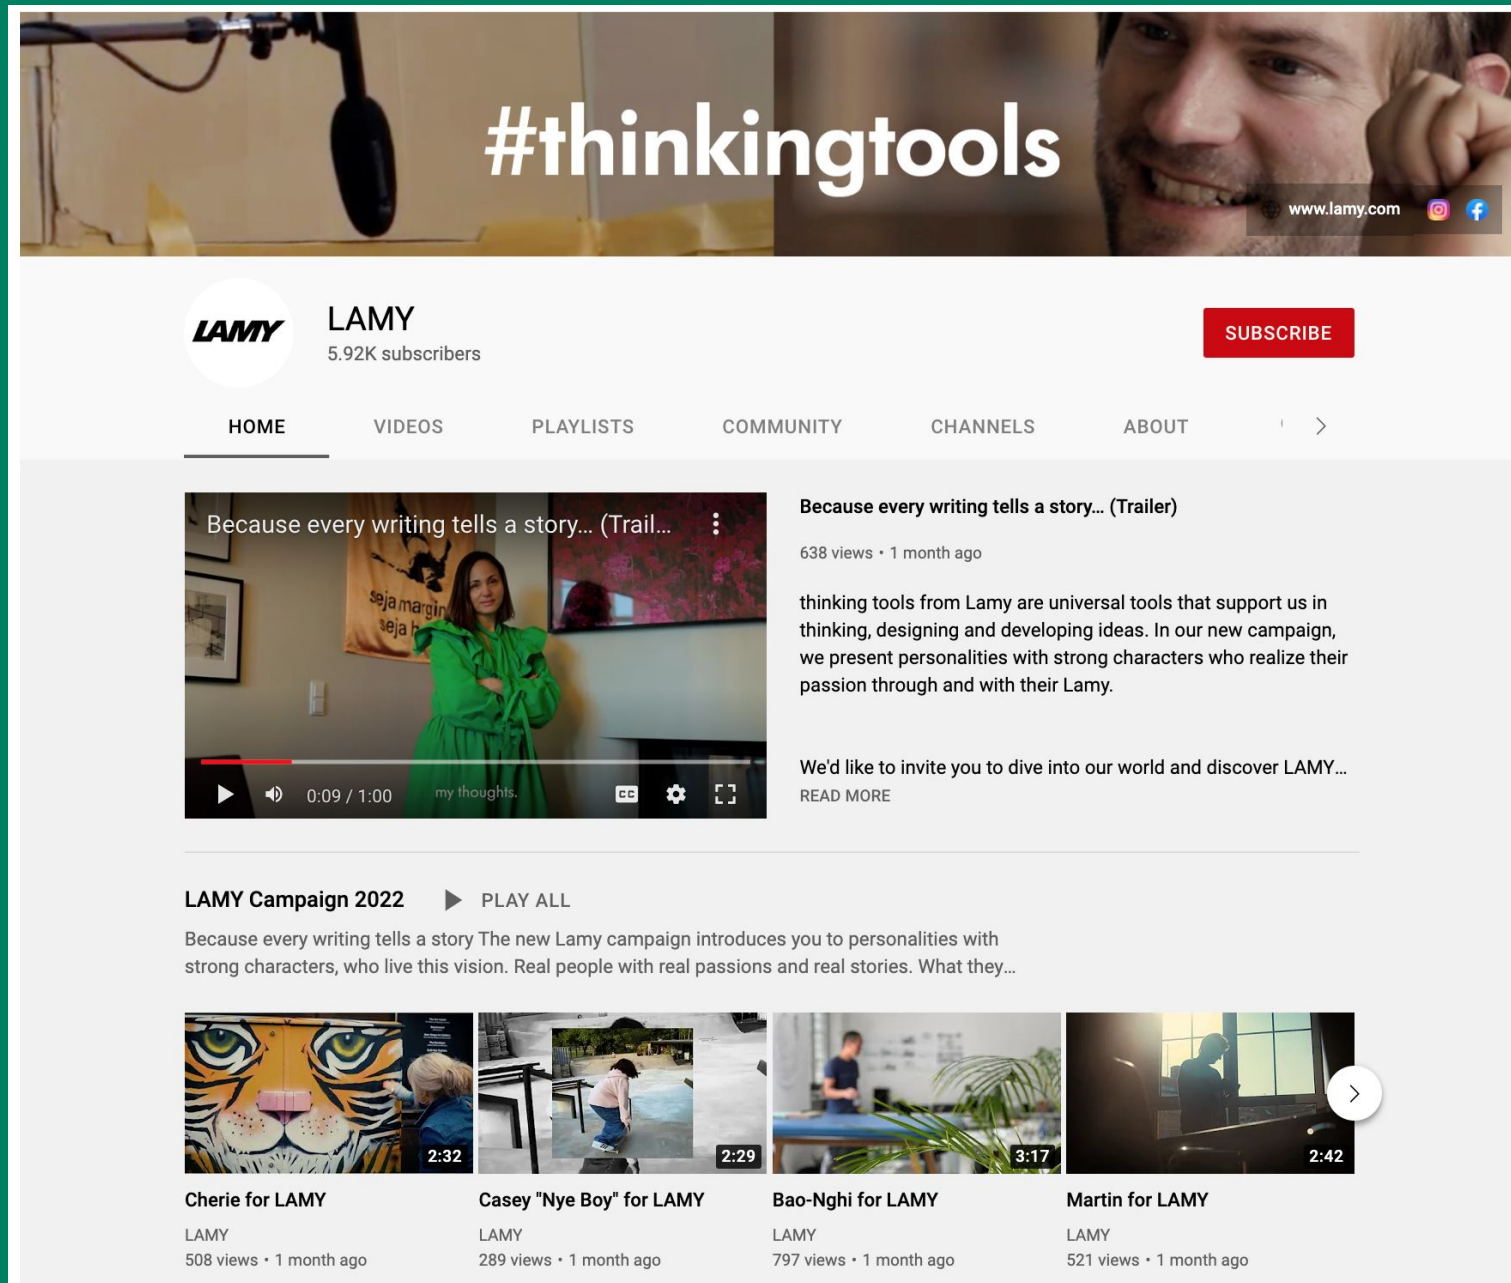 #thinkingtools
www.lamy.com
LAMY
LAMY
5.92K subscribers
SUBSCRIBE
HOME
VIDEOS
PLAYLISTS
COMMUNITY
CHANNELS
ABOUT
Because every writing tells a story... (Trail...
seja margin
seja h
my thoughts.
0:09 / 1:00
CC
Because every writing tells a story... (Trailer)
638 views • 1 month ago
thinking tools from Lamy are universal tools that support us in
thinking, designing and developing ideas. In our new campaign,
we present personalities with strong characters who realize their
passion through and with their Lamy.
We'd like to invite you to dive into our world and discover LAMY...
READ MORE
LAMY Campaign 2022
PLAY ALL
Because every writing tells a story The new Lamy campaign introduces you to personalities with
strong characters, who live this vision. Real people with real passions and real stories. What they...
2:32
Cherie for LAMY
LAMY
508 views • 1 month ago
2:29
Casey "Nye Boy" for LAMY
LAMY
289 views • 1 month ago
3:17
Bao-Nghi for LAMY
LAMY
797 views • 1 month ago
2:42
Martin for LAMY
LAMY
521 views • 1 month ago